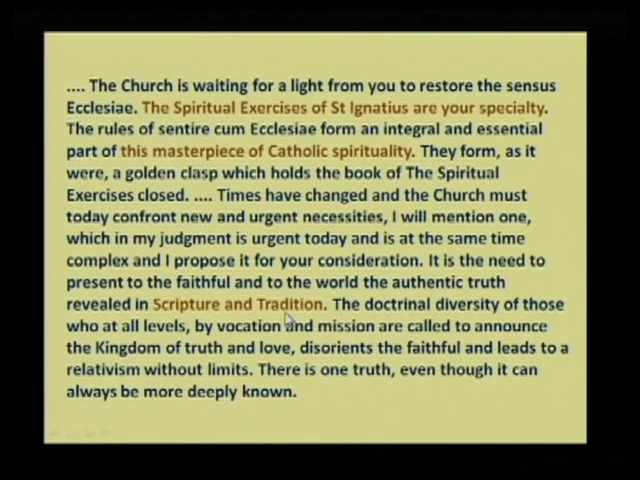 .... The Church is waiting for a light from you to restore the sensus
Ecclesiae. The Spiritual Exercises of St Ignatius are your specialty.
The rules of sentire cum Ecclesiae form an integral and essential
part of this masterpiece of Catholic spirituality. They form, as it
were, a golden clasp which holds the book of The Spiritual
Exercises closed. .... Times have changed and the Church must
today confront new and urgent necessities, I will mention one,
which in my judgment is urgent today and is at the same time
complex and I propose it for your consideration. It is the need to
present to the faithful and to the world the authentic truth
revealed in Scripture and Tradition. The doctrinal diversity of those
who at all levels, by vocation and mission are called to announce
the Kingdom of truth and love, disorients the faithful and leads to a
relativism without limits. There is one truth, even though it can
always be more deeply known.